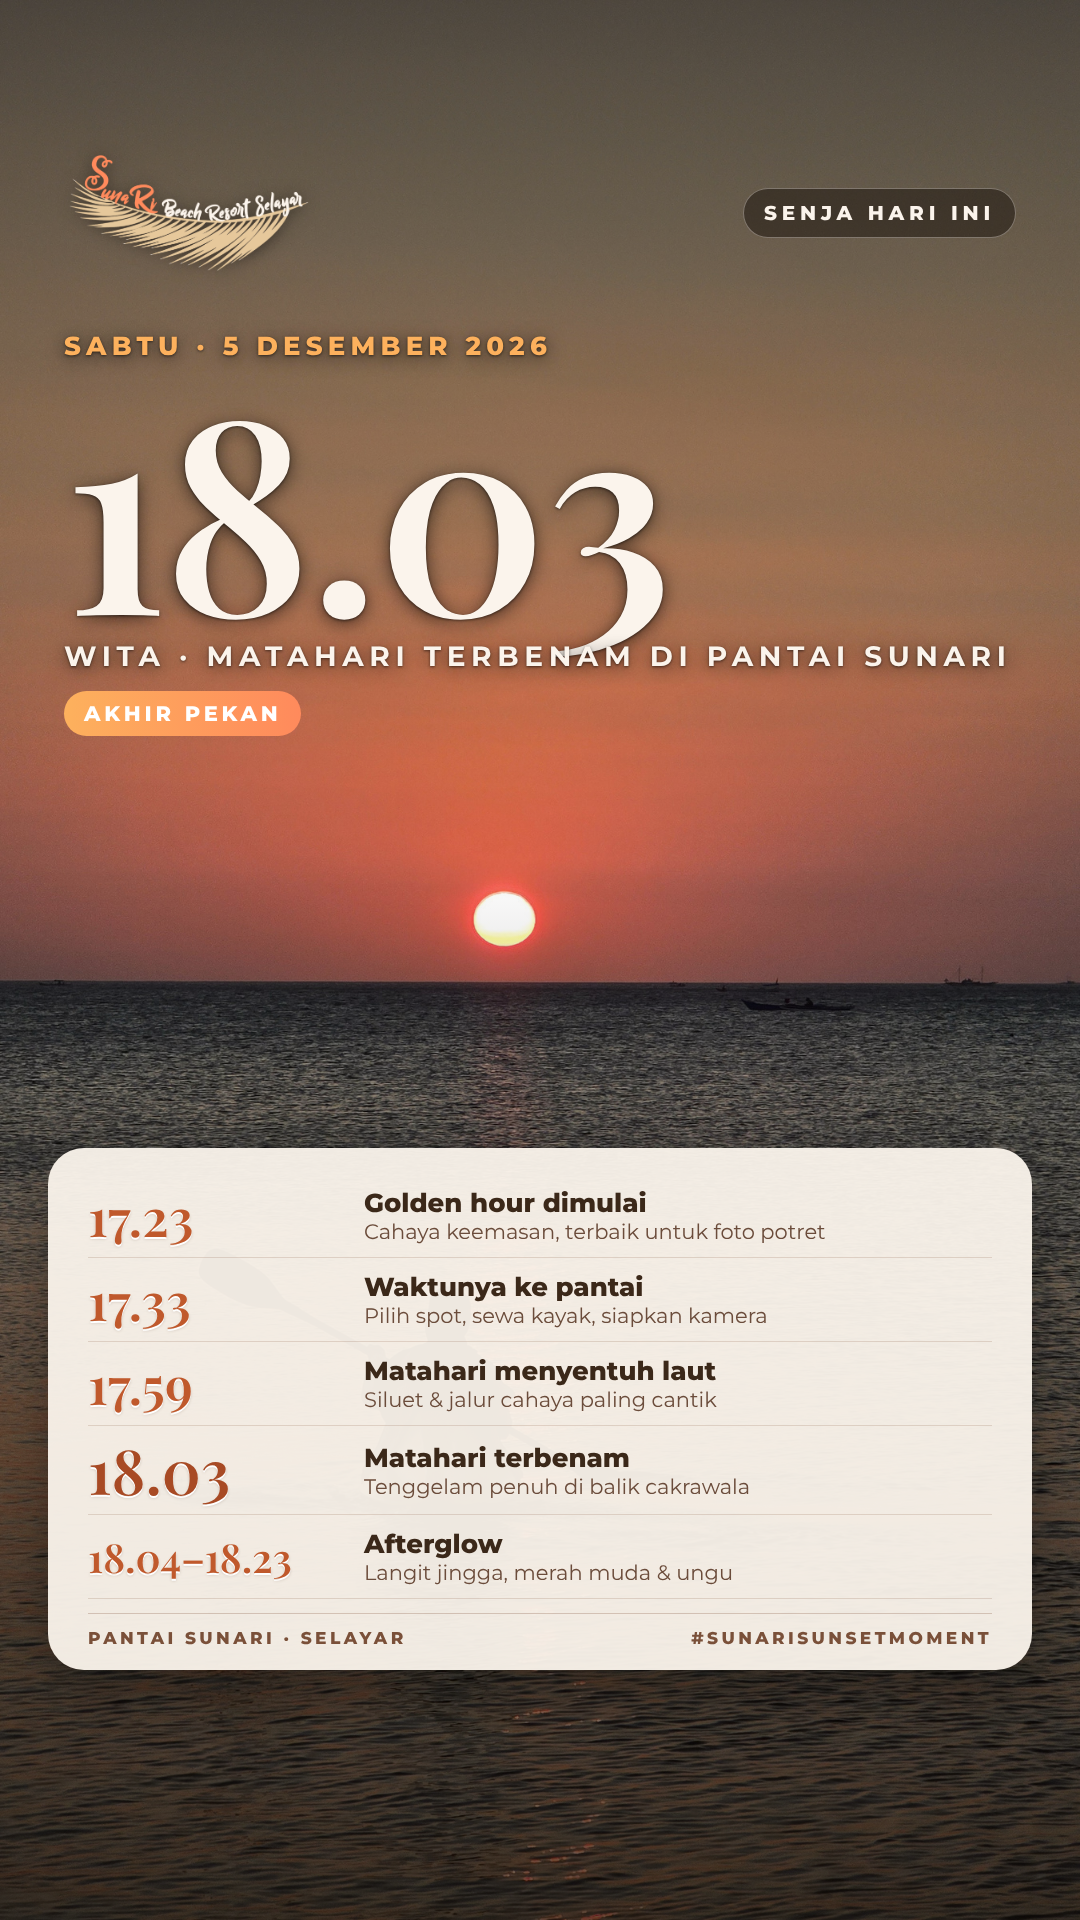 SunaRi Beach Resort Selayar
SENJA HARI INI
SABTU · 5 DESEMBER 2026
18.03
WITA · MATAHARI TERBENAM DI PANTAI SUNARI
AKHIR PEKAN
17.23
Golden hour dimulai
Cahaya keemasan, terbaik untuk foto potret
17.33
Waktunya ke pantai
Pilih spot, sewa kayak, siapkan kamera
17.59
Matahari menyentuh laut
Siluet & jalur cahaya paling cantik
18.03
Matahari terbenam
Tenggelam penuh di balik cakrawala
18.04–18.23
Afterglow
Langit jingga, merah muda & ungu
PANTAI SUNARI · SELAYAR
#SUNARISUNSETMOMENT